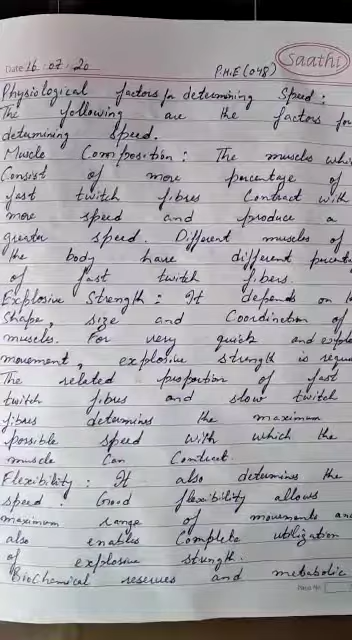 Saathi
Date 16 . 07 . 20 P.H.E (048)
Physiological factors for determining Speed :
The following are the factors for
determining speed.
Muscle Composition : The muscles which
Consist of more percentage of
fast twitch fibres Contract with
more speed and produce a
greater speed. Different muscles of
the body have different percent
of fast twitch fibers.
Explosive Strength : It depends on the
Shape, size and Coordination of
muscles. For very quick and explo
movement, explosive strength is requ
The related proportion of fast
twitch fibres and slow twitch
fibres determines the maximum
possible speed with which the
muscle Can Contract.
Flexibility : It also determines the
speed. Good flexibility allows
maximum range of movements and
also enables Complete utilization
of explosive strength.
BioChemical reserves and metabolic
Page No.